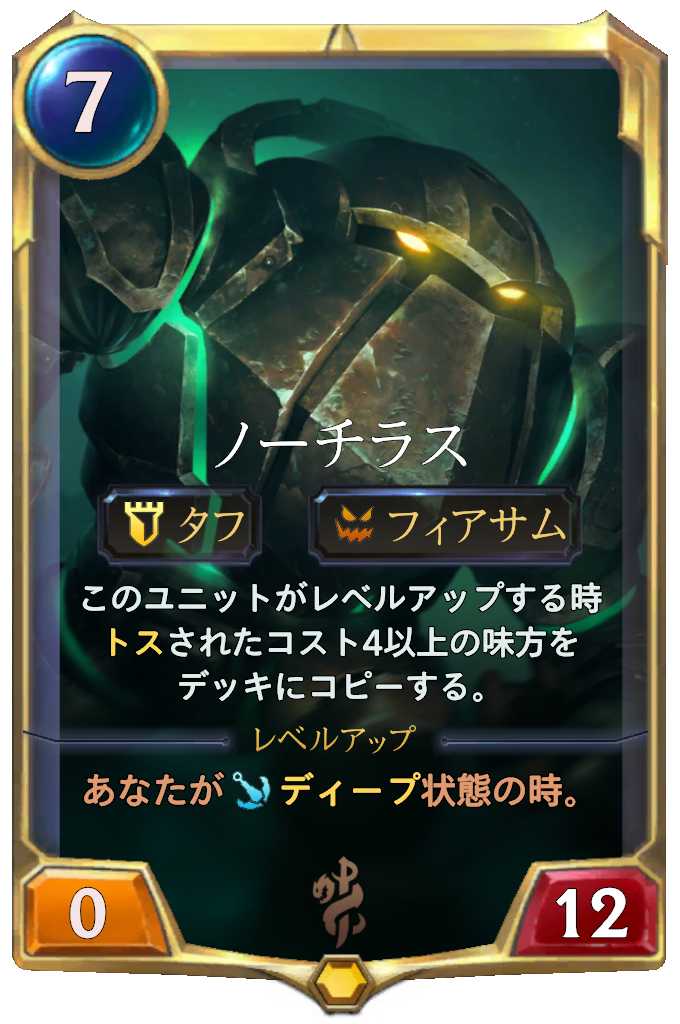 7
ノーチラス
タフ フィアサム
このユニットがレベルアップする時
トスされたコスト4以上の味方を
デッキにコピーする。
レベルアップ
あなたがディープ状態の時。
0 12